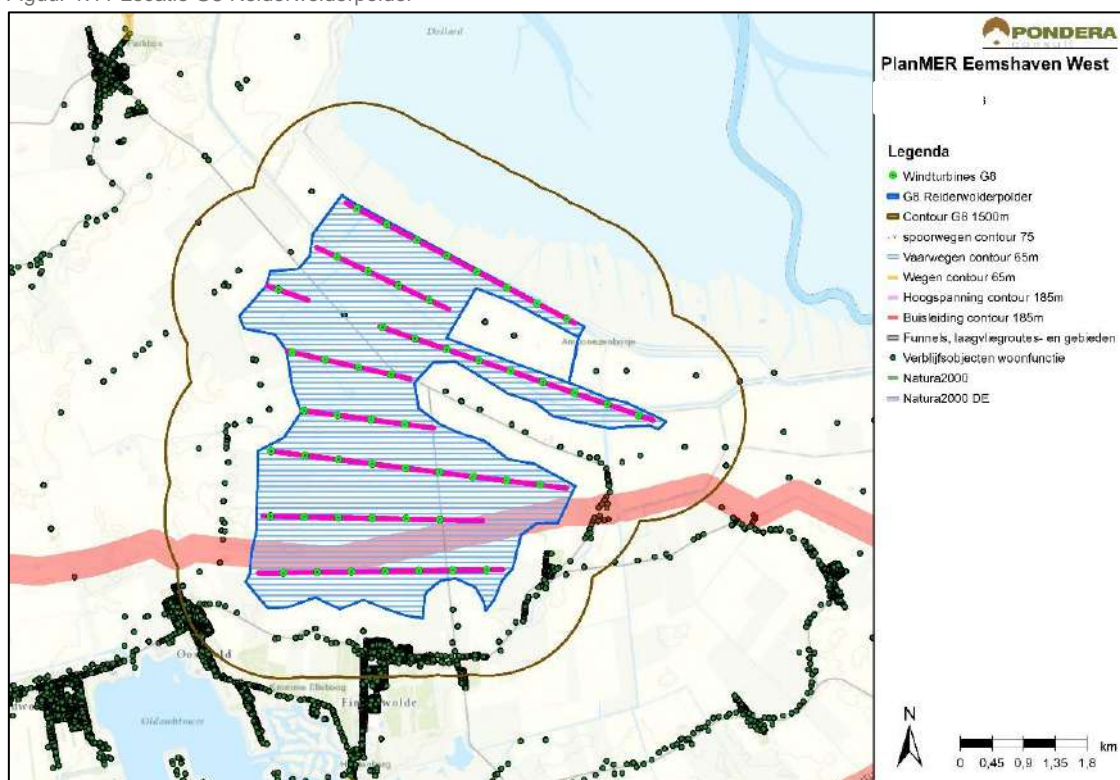 PONDERA
consult
PlanMER Eemshaven West
Legenda
Windturbines G8
G8 Reiderwolderpolder
Contour G8 1500m
spoorwegen contour 75
Vaarwegen contour 65m
Wegen contour 65m
Hoogspanning contour 185m
Buisleiding contour 185m
Funnels, laagvliegroutes- en gebieden
Verblijfsobjecten woonfunctie
Natura2000
Natura2000 DE
Dollard
N
km
0 0,45 0,9 1,35 1,8